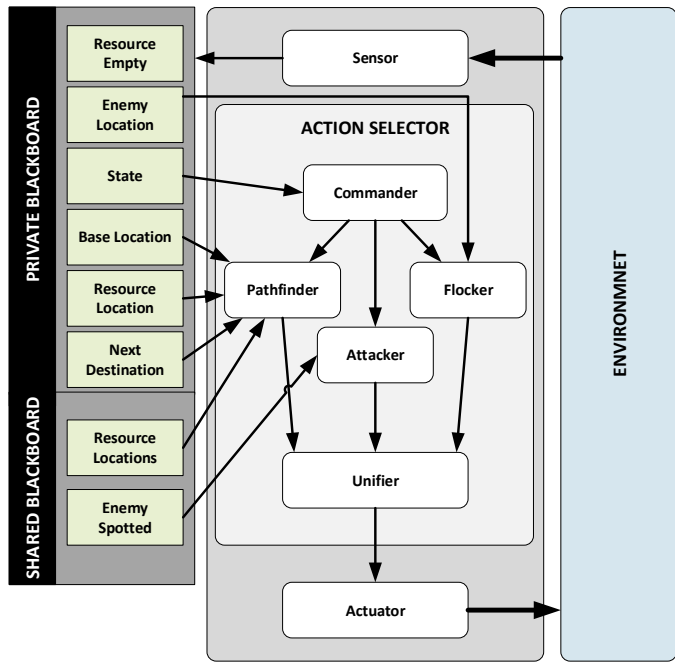 PRIVATE BLACKBOARD
SHARED BLACKBOARD
Resource
Empty
Enemy
Location
State
Base Location
Resource
Location
Next
Destination
Resource
Locations
Enemy
Spotted
Sensor
ACTION SELECTOR
Commander
Pathfinder
Flocker
Attacker
Unifier
Actuator
ENVIRONMNET